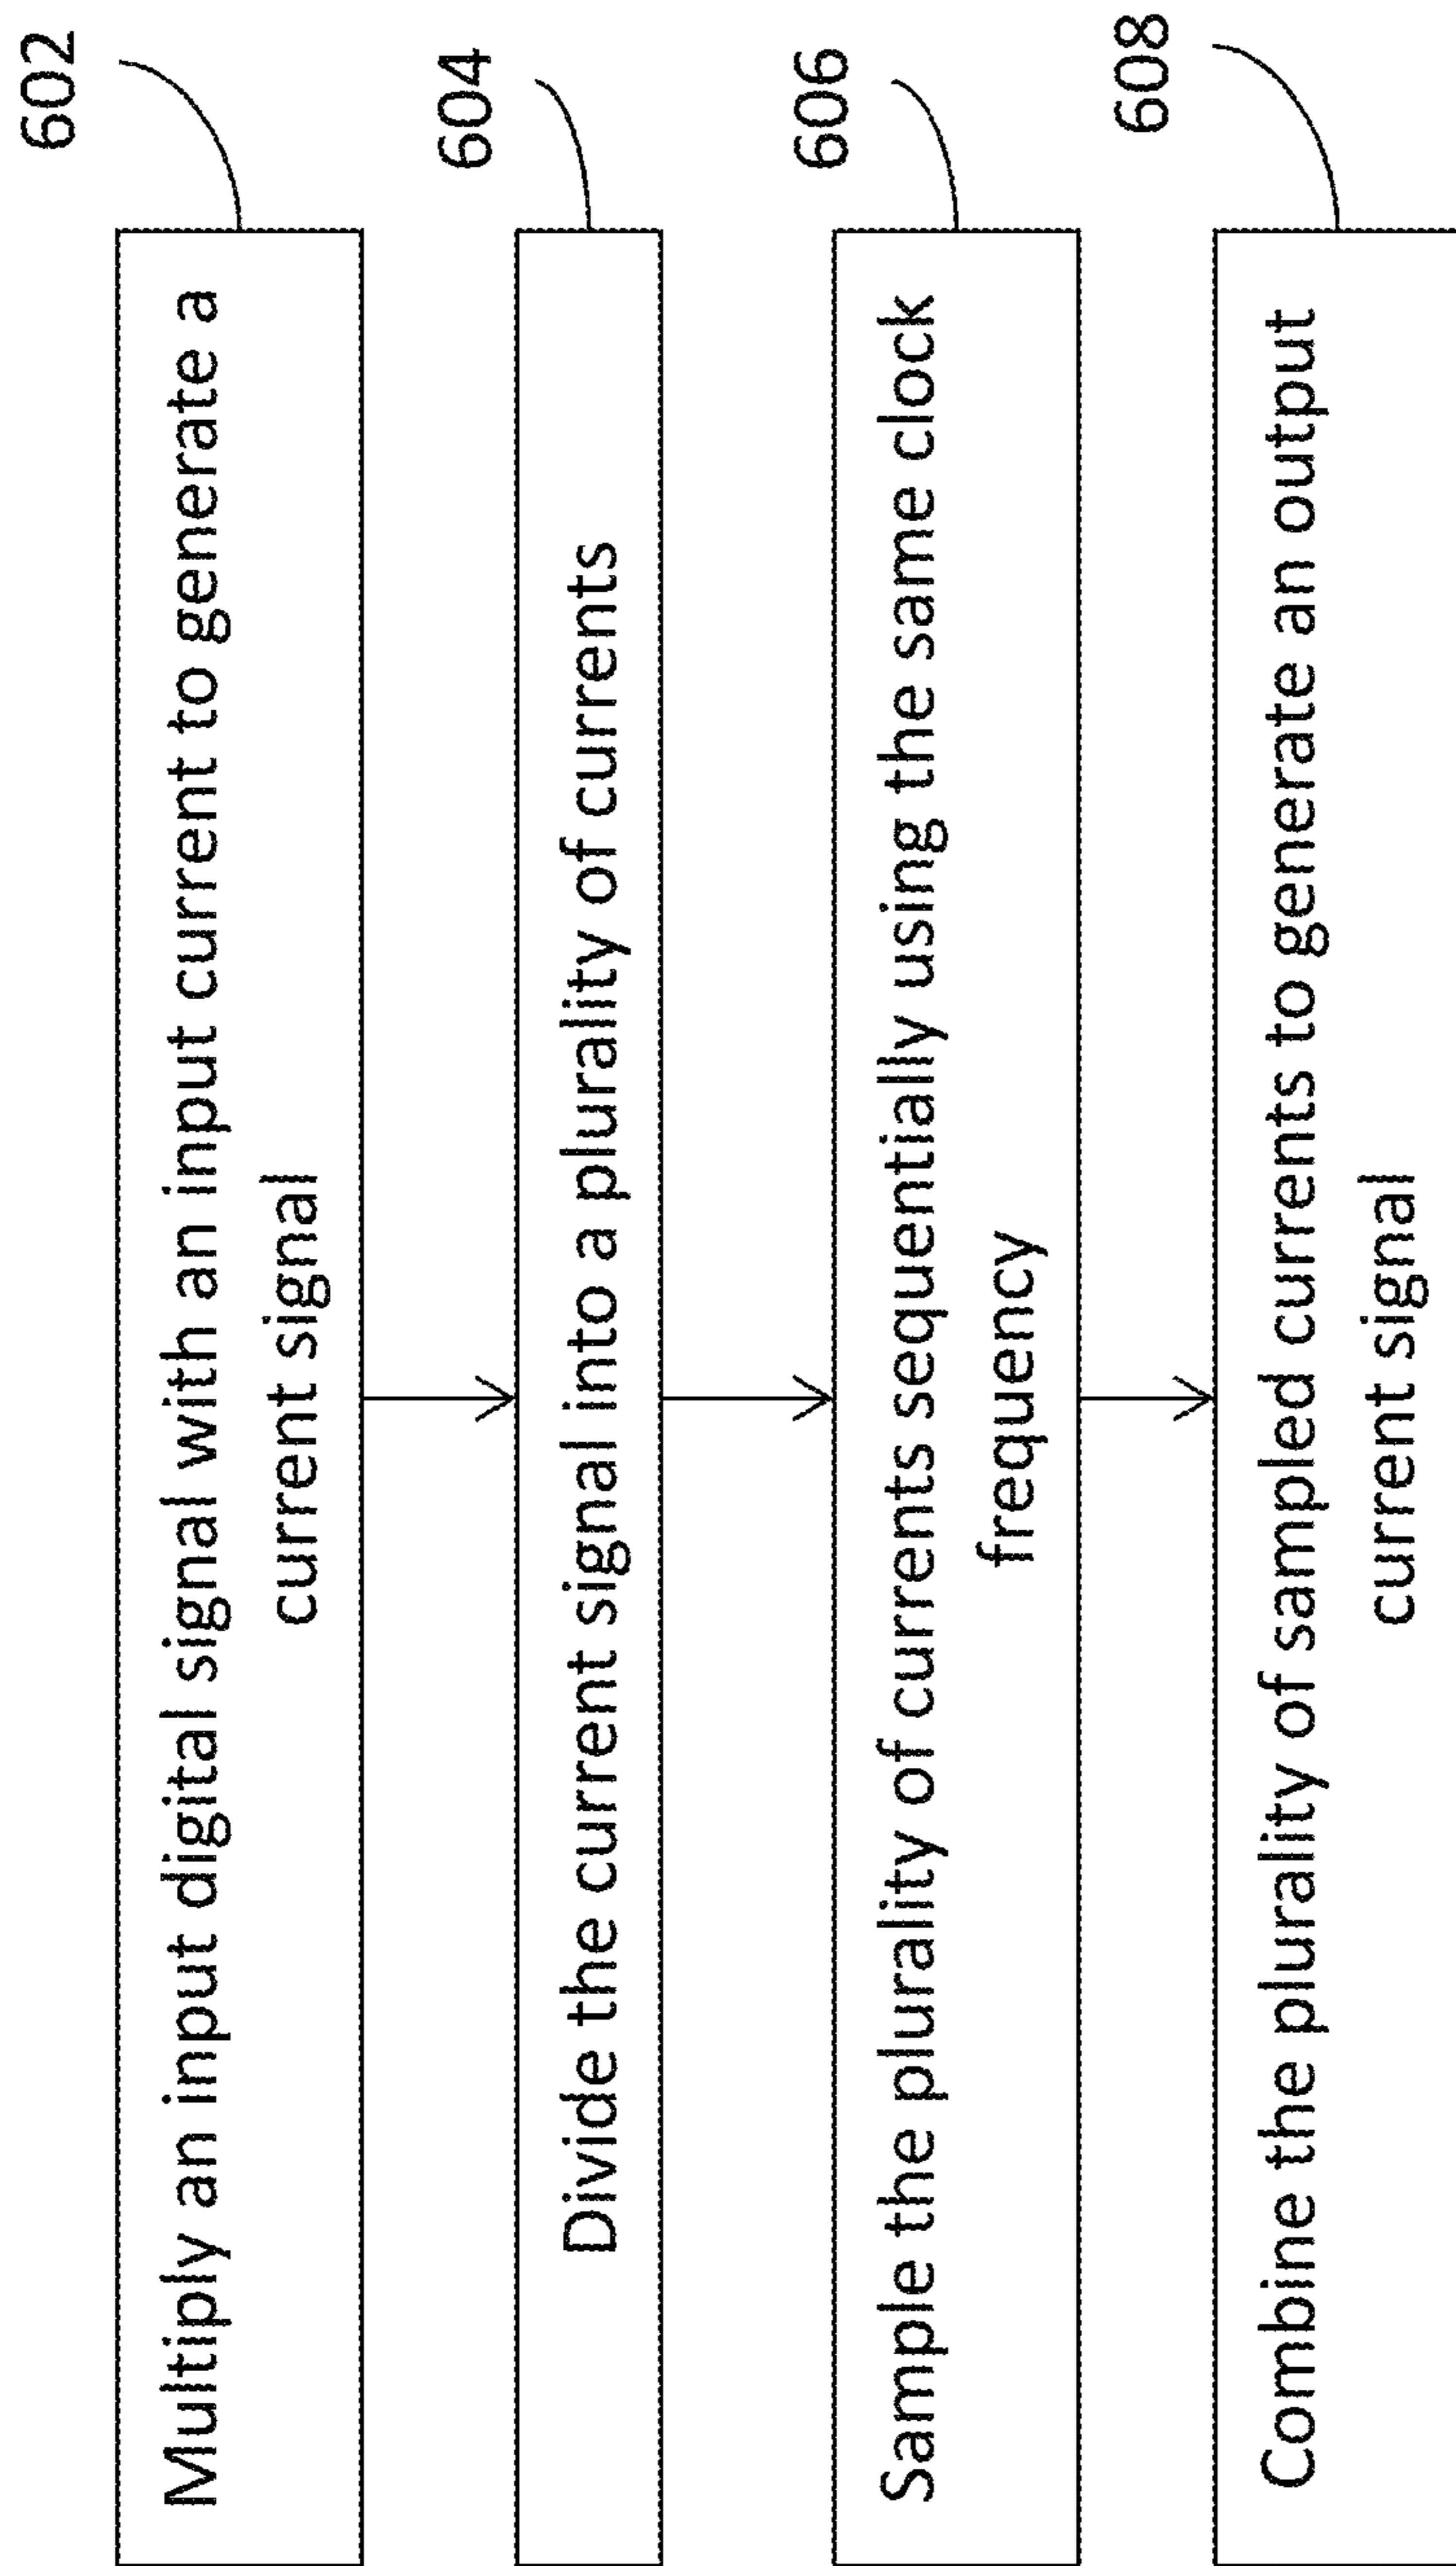 602
Multiply an input digital signal with an input current to generate a
current signal
604
Divide the current signal into a plurality of currents
606
Sample the plurality of currents sequentially using the same clock
frequency
608
Combine the plurality of sampled currents to generate an output
current signal